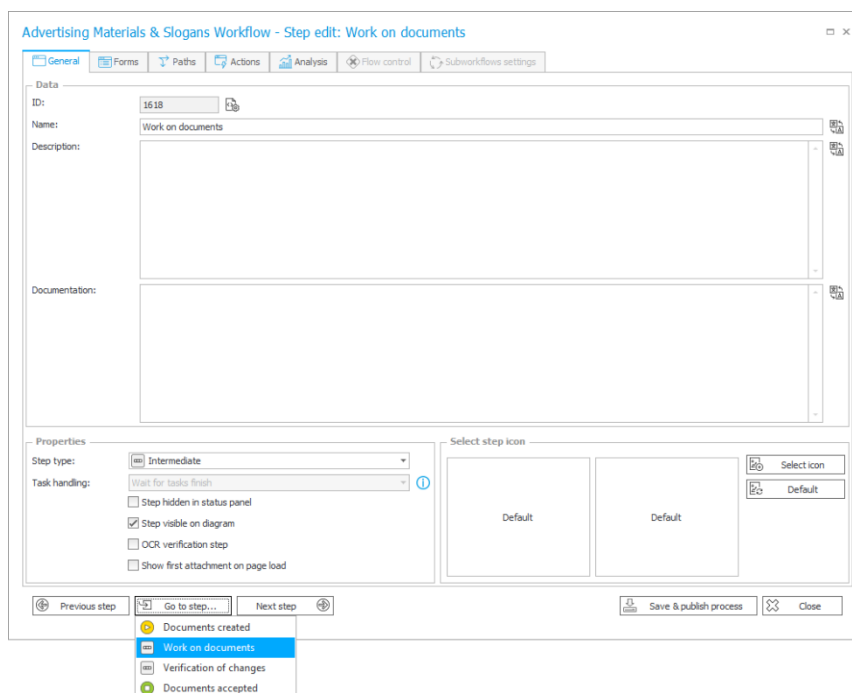 Advertising Materials & Slogans Workflow - Step edit: Work on documents
General Forms Paths Actions Analysis Flow control Subworkflows settings
Data
ID: 1618
Name: Work on documents
Description:
Documentation:
Properties
Step type: Intermediate
Task handling: Wait for tasks finish
Step hidden in status panel
Step visible on diagram
OCR verification step
Show first attachment on page load
Select step icon
Default Default
Select icon
Default
Previous step Go to step... Next step Save & publish process Close
Documents created
Work on documents
Verification of changes
Documents accepted